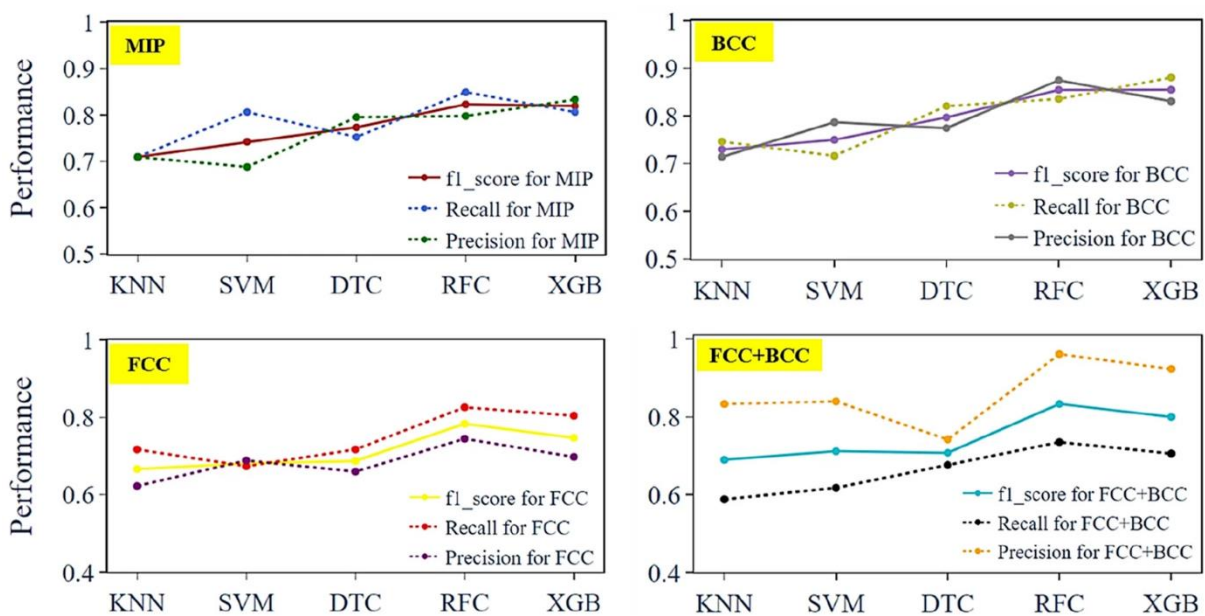 MIP
Performance
1
0.9
0.8
0.7
0.6
0.5
f1_score for MIP
Recall for MIP
Precision for MIP
KNN SVM DTC RFC XGB
BCC
1
0.9
0.8
0.7
0.6
0.5
f1_score for BCC
Recall for BCC
Precision for BCC
KNN SVM DTC RFC XGB
FCC
Performance
1
0.8
0.6
0.4
f1_score for FCC
Recall for FCC
Precision for FCC
KNN SVM DTC RFC XGB
FCC+BCC
1
0.8
0.6
0.4
f1_score for FCC+BCC
Recall for FCC+BCC
Precision for FCC+BCC
KNN SVM DTC RFC XGB